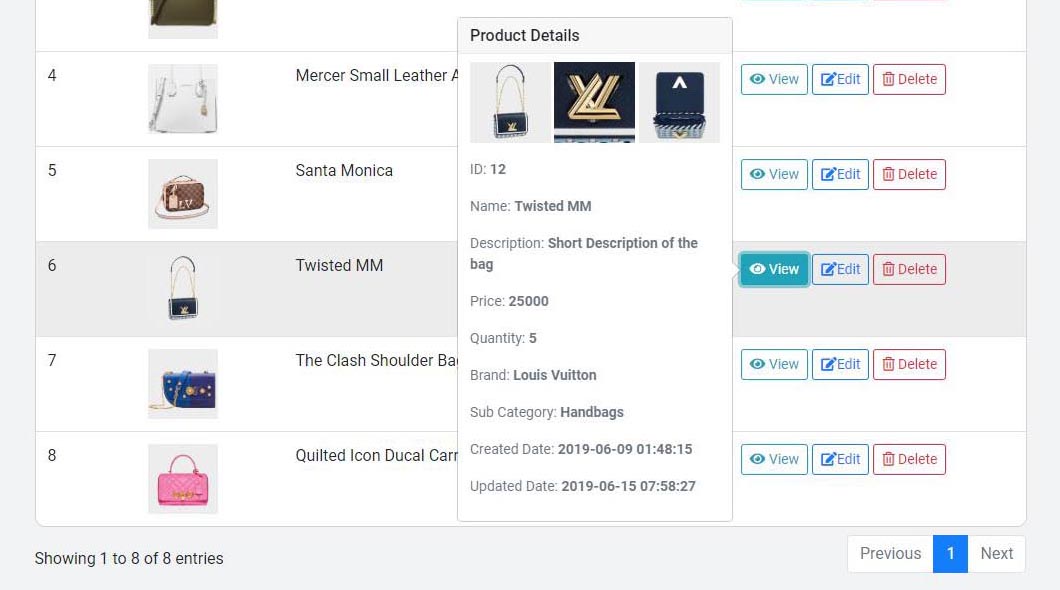 Product Details
4
Mercer Small Leather A
View
Edit
Delete
ID: 12
5
Santa Monica
View
Edit
Delete
Name: Twisted MM
Description: Short Description of the
bag
6
Twisted MM
View
Edit
Delete
Price: 25000
Quantity: 5
7
The Clash Shoulder Ba
View
Edit
Delete
Brand: Louis Vuitton
Sub Category: Handbags
8
Quilted Icon Ducal Carr
View
Edit
Delete
Created Date: 2019-06-09 01:48:15
Updated Date: 2019-06-15 07:58:27
Showing 1 to 8 of 8 entries
Previous
1
Next